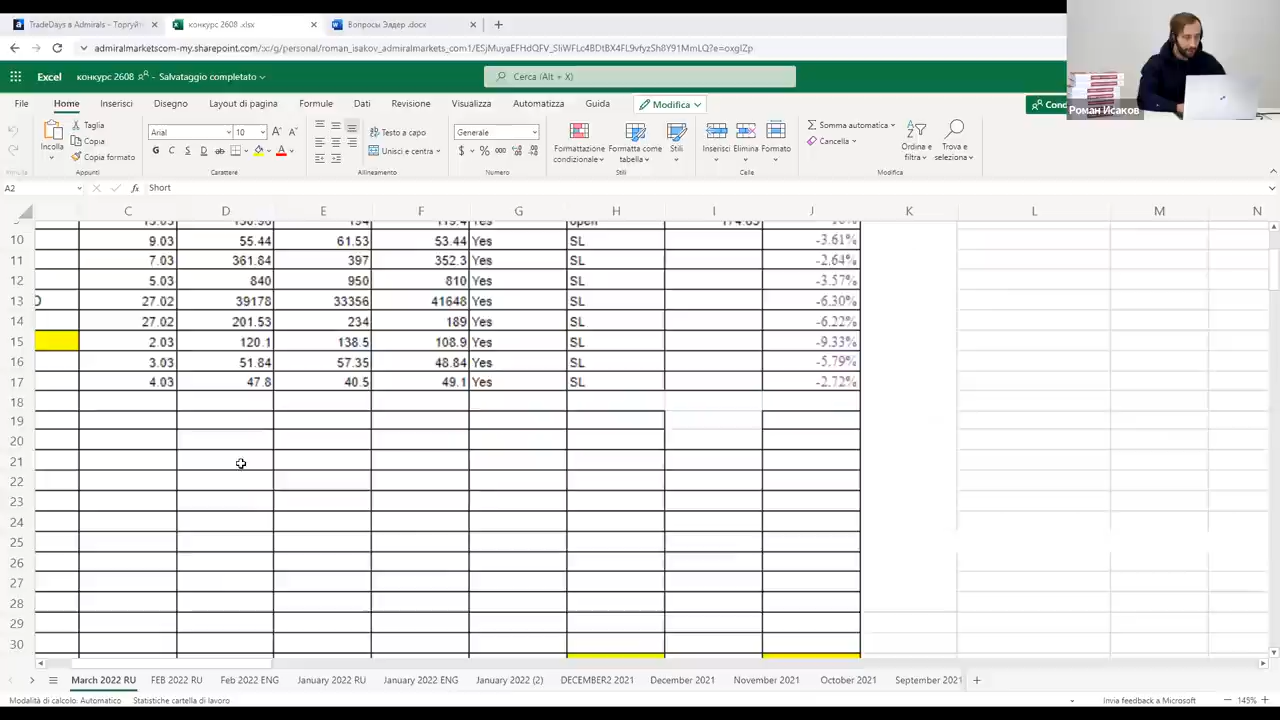 TradeDays в Admirals – Торгуйт
конкурс 2608 .xlsx
Вопросы Элдер .docx
admiralmarketscom-my.sharepoint.com/:x:/g/personal/roman_isakov_admiralmarkets_com1/
Excel конкурс 2608 - Salvataggio completato
Cerca (Alt + X)
Роман Исаков
File Home Inserisci Disegno Layout di pagina Formule Dati Revisione Visualizza Automatizza Guida Modifica
Incolla Taglia Copia Copia formato
Arial 10
G C S D ab
Testo a capo
Unisci e centra
Generale
$ %
Formattazione condizionale
Formatta come tabella
Stili
Inserisci
Elimina
Formato
Somma automatica
Cancella
Ordina e filtra
Trova e seleziona
Appunti Carattere Allineamento Numero Stili Celle Modifica
A2 fx Short
C D E F G H I J K L M N
10 9.03 55.44 61.53 53.44 Yes SL -3.61%
11 7.03 361.84 397 352.3 Yes SL -2.64%
12 5.03 840 950 810 Yes SL -3.57%
13 D 27.02 39178 33356 41648 Yes SL -6.30%
14 27.02 201.53 234 189 Yes SL -6.22%
15 2.03 120.1 138.5 108.9 Yes SL -9.33%
16 3.03 51.84 57.35 48.84 Yes SL -5.79%
17 4.03 47.8 40.5 49.1 Yes SL -2.72%
18
19
20
21
22
23
24
25
26
27
28
29
30
March 2022 RU FEB 2022 RU Feb 2022 ENG January 2022 RU January 2022 ENG January 2022 (2) DECEMBER2 2021 December 2021 November 2021 October 2021 September 2021
Modalità di calcolo: Automatico Statistiche cartella di lavoro Invia feedback a Microsoft 145%